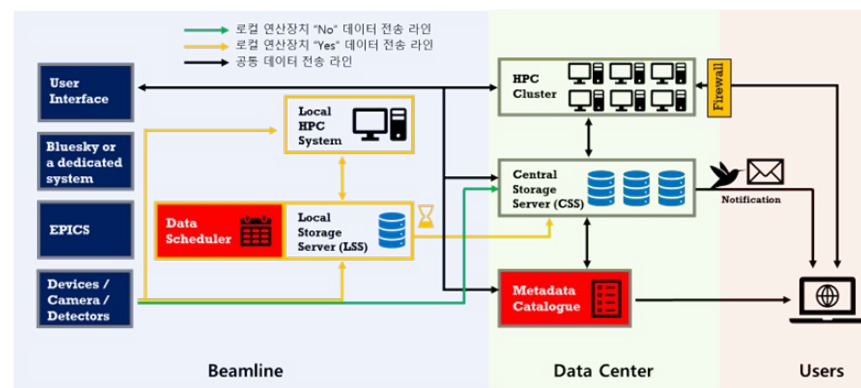 로컬 연산장치 “No” 데이터 전송 라인
로컬 연산장치 “Yes” 데이터 전송 라인
공통 데이터 전송 라인
User
Interface
Bluesky or
a dedicated
system
EPICS
Devices /
Camera /
Detectors
Local
HPC
System
Data
Scheduler
Local
Storage
Server (LSS)
HPC
Cluster
Central
Storage
Server (CSS)
Metadata
Catalogue
Firewall
Notification
Beamline
Data Center
Users